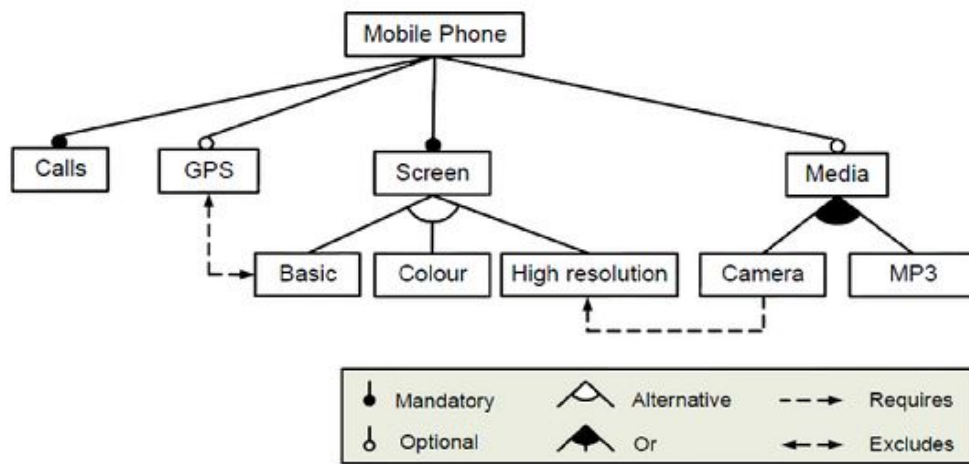 Mobile Phone
Calls
GPS
Screen
Media
Basic
Colour
High resolution
Camera
MP3
Mandatory
Alternative
Requires
Optional
Or
Excludes